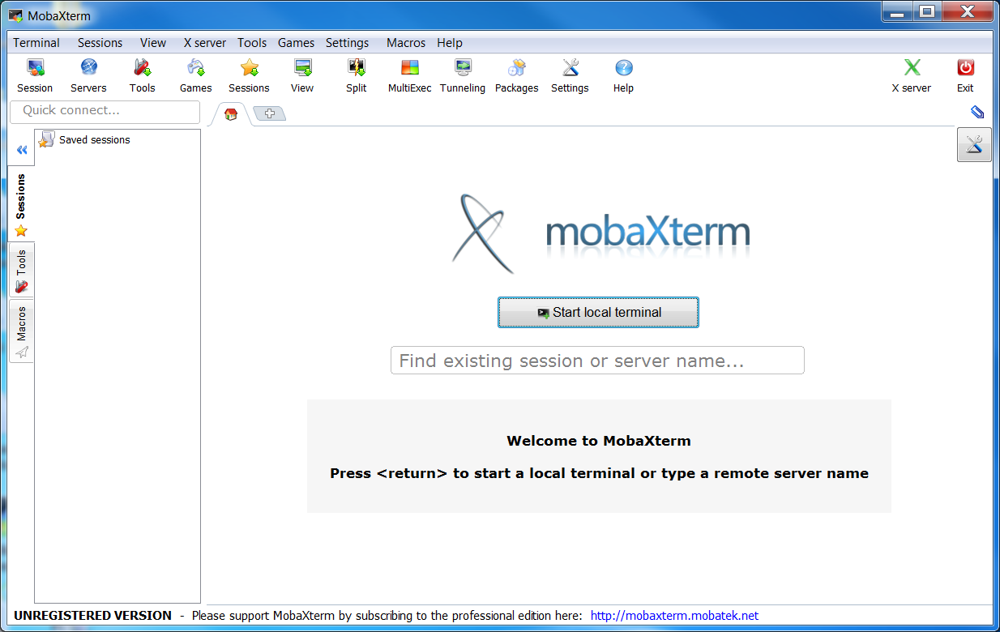 MobaXterm
Terminal Sessions View X server Tools Games Settings Macros Help
Session Servers Tools Games Sessions View Split MultiExec Tunneling Packages Settings Help X server Exit
Quick connect...
Saved sessions
Sessions
Tools
Macros
mobaXterm
Start local terminal
Find existing session or server name...
Welcome to MobaXterm
Press <return> to start a local terminal or type a remote server name
UNREGISTERED VERSION - Please support MobaXterm by subscribing to the professional edition here: http://mobaxterm.mobatek.net